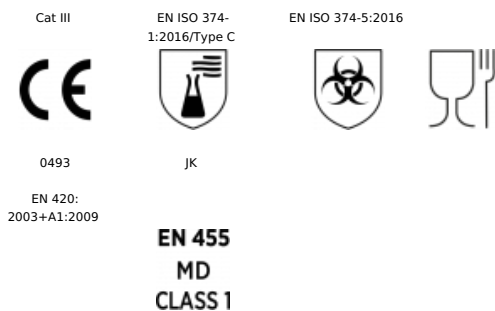 Cat III
EN ISO 374-
1:2016/Type C
EN ISO 374-5:2016
CE
0493
JK
EN 420:
2003+A1:2009
EN 455
MD
CLASS 1